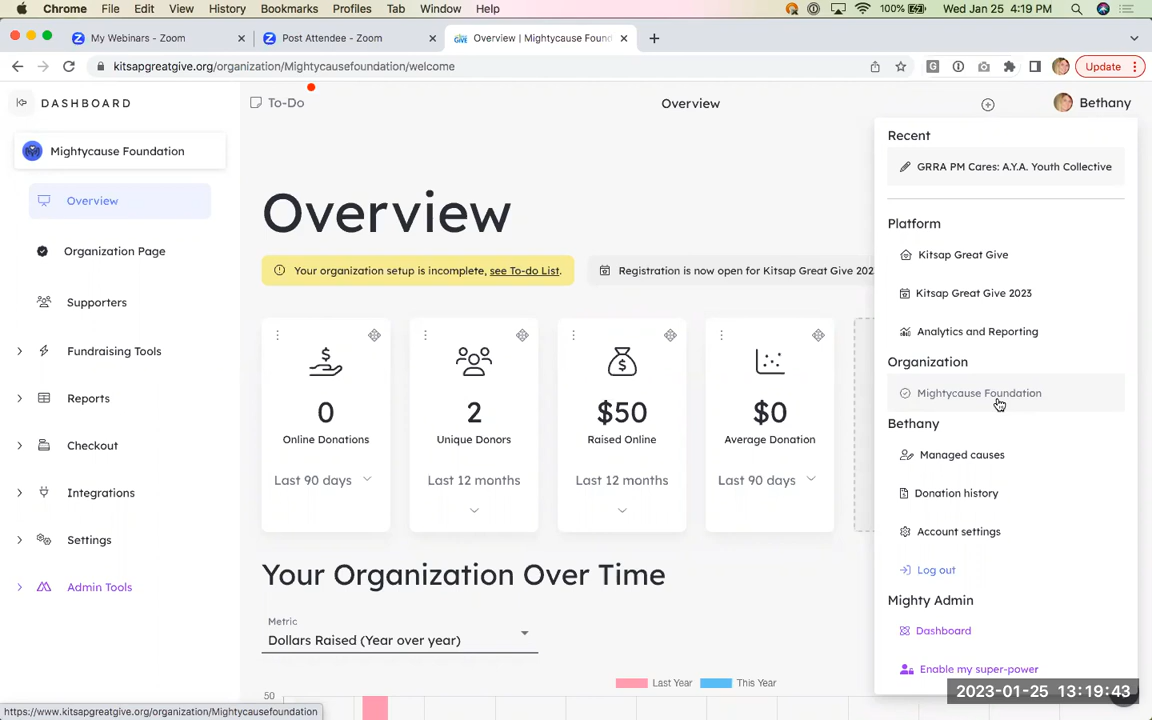 Chrome File Edit View History Bookmarks Profiles Tab Window Help 100% Wed Jan 25 4:19 PM
My Webinars - Zoom Post Attendee - Zoom Overview | Mightycause Found
kitsapgreatgive.org/organization/Mightycausefoundation/welcome Update
DASHBOARD
To-Do
Overview
Bethany
Mightycause Foundation
Overview
Organization Page
Supporters
Fundraising Tools
Reports
Checkout
Integrations
Settings
Admin Tools
Overview
Your organization setup is incomplete, see To-do List.
Registration is now open for Kitsap Great Give 202
0
Online Donations
Last 90 days
2
Unique Donors
Last 12 months
$50
Raised Online
Last 12 months
$0
Average Donation
Last 90 days
Your Organization Over Time
Metric
Dollars Raised (Year over year)
Last Year This Year
50
Recent
GRRA PM Cares: A.Y.A. Youth Collective
Platform
Kitsap Great Give
Kitsap Great Give 2023
Analytics and Reporting
Organization
Mightycause Foundation
Bethany
Managed causes
Donation history
Account settings
Log out
Mighty Admin
Dashboard
Enable my super-power
2023-01-25 13:19:43
https://www.kitsapgreatgive.org/organization/Mightycausefoundation